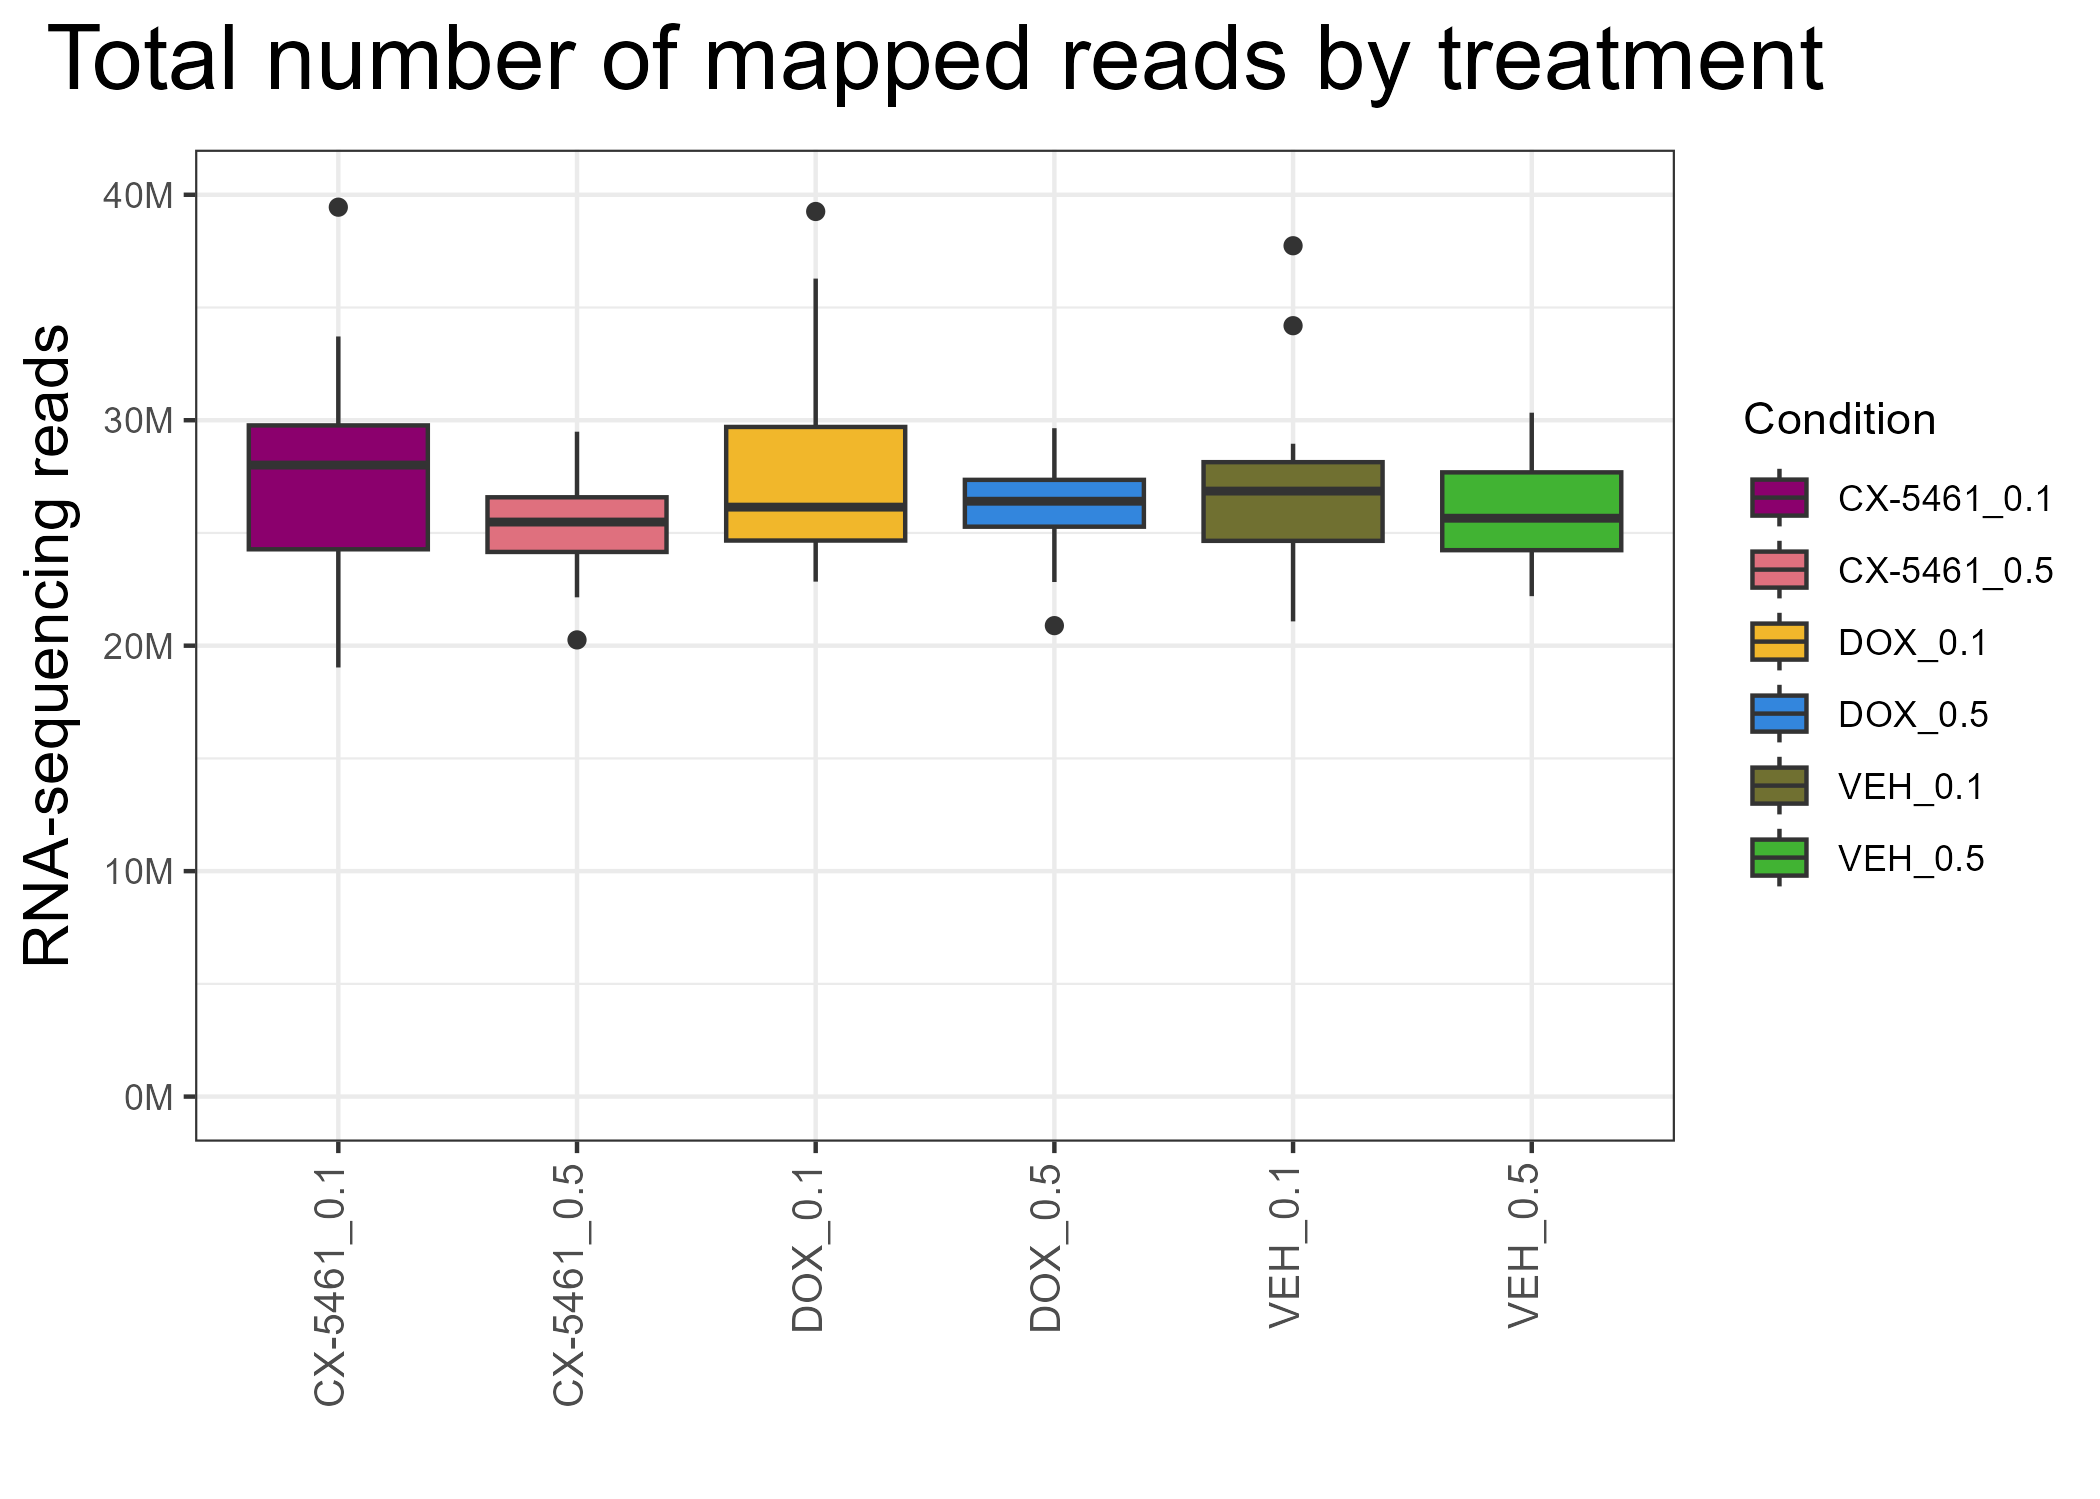 Total number of mapped reads by treatment
RNA-sequencing reads
40M
30M
20M
10M
0M
CX-5461_0.1
CX-5461_0.5
DOX_0.1
DOX_0.5
VEH_0.1
VEH_0.5
Condition
CX-5461_0.1
CX-5461_0.5
DOX_0.1
DOX_0.5
VEH_0.1
VEH_0.5